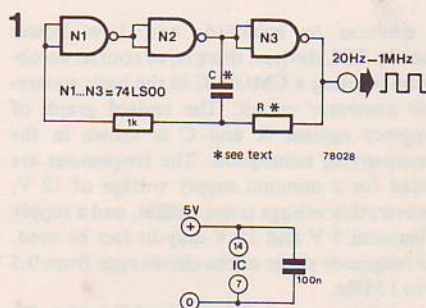 1
N1
N2
N3
20Hz–1MHz
C *
N1...N3 = 74LS00
R *
1k
* see text
78028
5V
+
14
IC
7
100n
0